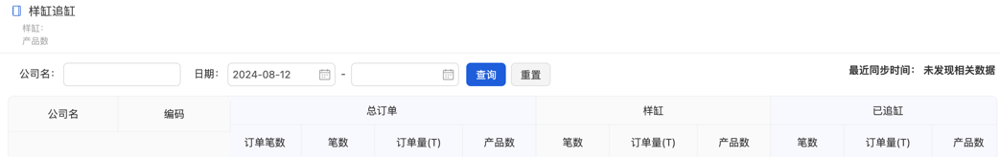 样缸追缸
样缸：
产品数
公司名： 日期： 2024-08-12 - 查询 重置 最近同步时间： 未发现相关数据
公司名 编码 总订单 样缸 已追缸
订单笔数 笔数 订单量(T) 产品数 笔数 订单量(T) 产品数 笔数 订单量(T) 产品数